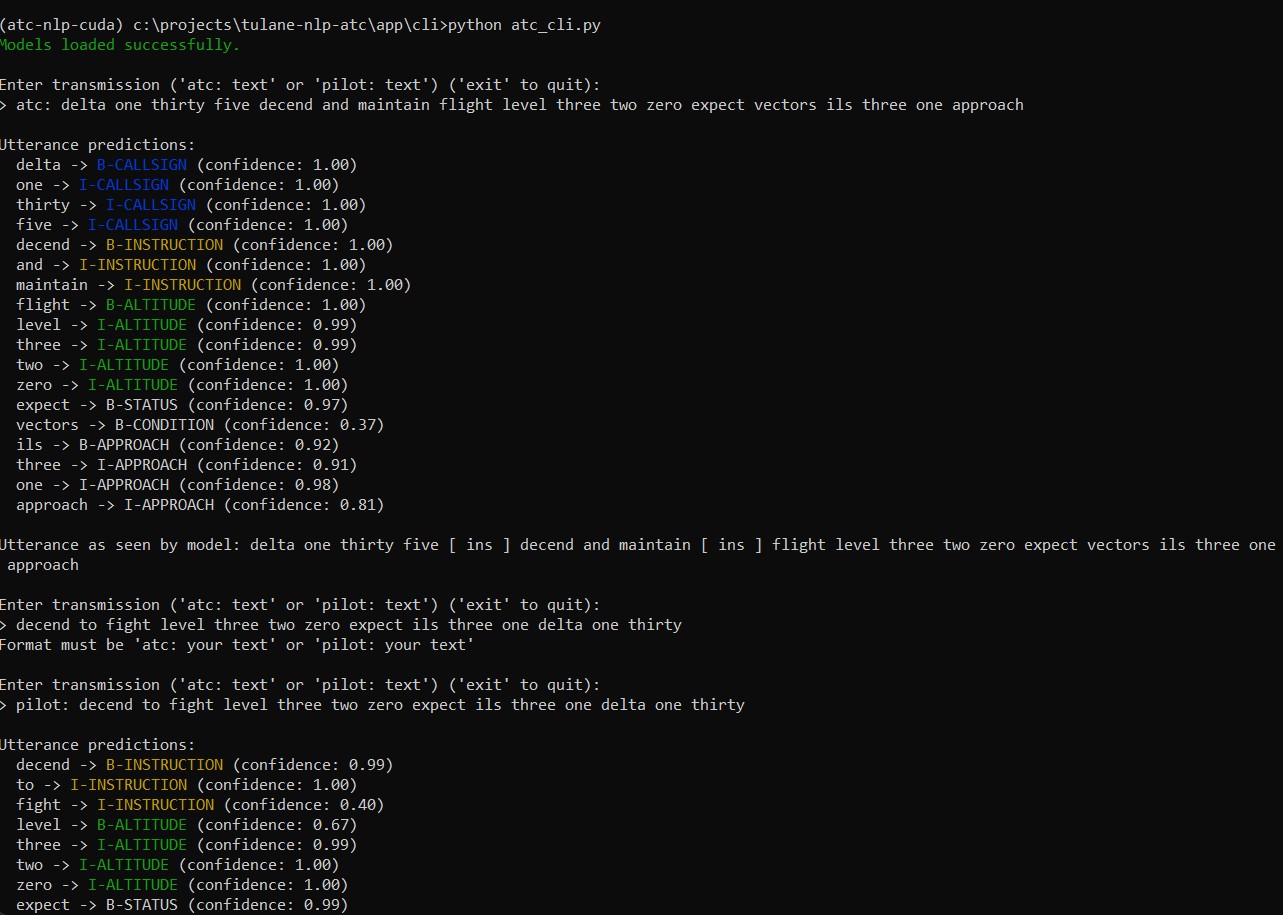 (atc-nlp-cuda) c:\projects\tulane-nlp-atc\app\cli>python atc_cli.py
Models loaded successfully.
Enter transmission ('atc: text' or 'pilot: text') ('exit' to quit):
> atc: delta one thirty five decend and maintain flight level three two zero expect vectors ils three one approach
Utterance predictions:
delta -> B-CALLSIGN (confidence: 1.00)
one -> I-CALLSIGN (confidence: 1.00)
thirty -> I-CALLSIGN (confidence: 1.00)
five -> I-CALLSIGN (confidence: 1.00)
decend -> B-INSTRUCTION (confidence: 1.00)
and -> I-INSTRUCTION (confidence: 1.00)
maintain -> I-INSTRUCTION (confidence: 1.00)
flight -> B-ALTITUDE (confidence: 1.00)
level -> I-ALTITUDE (confidence: 0.99)
three -> I-ALTITUDE (confidence: 0.99)
two -> I-ALTITUDE (confidence: 1.00)
zero -> I-ALTITUDE (confidence: 1.00)
expect -> B-STATUS (confidence: 0.97)
vectors -> B-CONDITION (confidence: 0.37)
ils -> B-APPROACH (confidence: 0.92)
three -> I-APPROACH (confidence: 0.91)
one -> I-APPROACH (confidence: 0.98)
approach -> I-APPROACH (confidence: 0.81)
Utterance as seen by model: delta one thirty five [ ins ] decend and maintain [ ins ] flight level three two zero expect vectors ils three one
approach
Enter transmission ('atc: text' or 'pilot: text') ('exit' to quit):
> decend to fight level three two zero expect ils three one delta one thirty
Format must be 'atc: your text' or 'pilot: your text'
Enter transmission ('atc: text' or 'pilot: text') ('exit' to quit):
> pilot: decend to fight level three two zero expect ils three one delta one thirty
Utterance predictions:
decend -> B-INSTRUCTION (confidence: 0.99)
to -> I-INSTRUCTION (confidence: 1.00)
fight -> I-INSTRUCTION (confidence: 0.40)
level -> B-ALTITUDE (confidence: 0.67)
three -> I-ALTITUDE (confidence: 0.99)
two -> I-ALTITUDE (confidence: 1.00)
zero -> I-ALTITUDE (confidence: 1.00)
expect -> B-STATUS (confidence: 0.99)